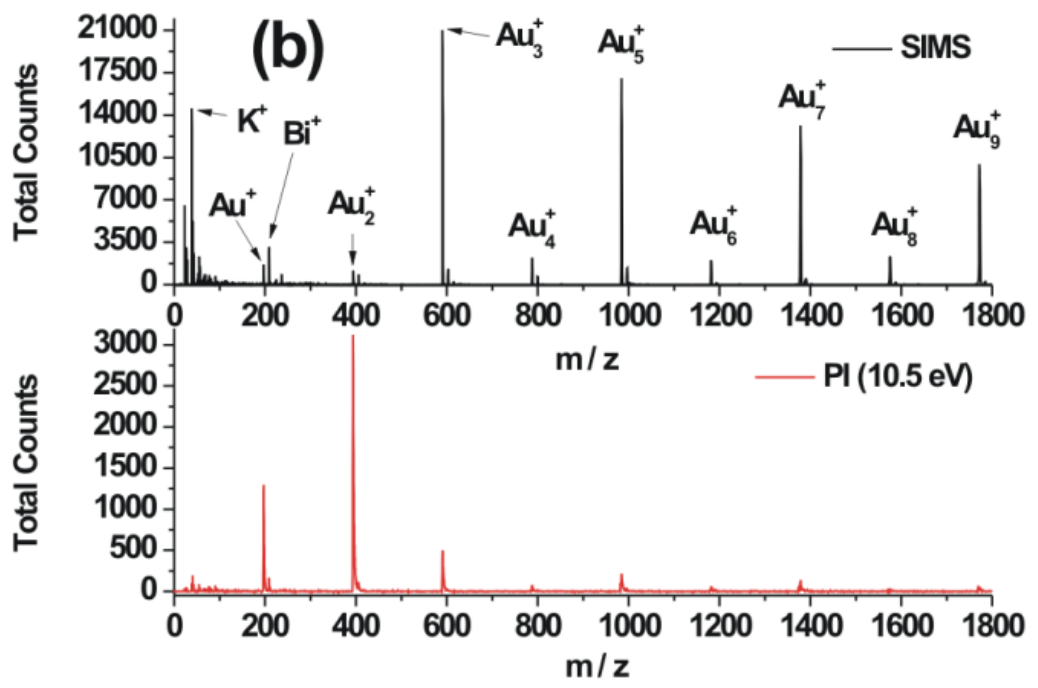 (b)
SIMS
Total Counts
21000
17500
14000
10500
7000
3500
0
K⁺
Au⁺
Bi⁺
Au₂⁺
Au₃⁺
Au₄⁺
Au₅⁺
Au₆⁺
Au₇⁺
Au₈⁺
Au₉⁺
0 200 400 600 800 1000 1200 1400 1600 1800
m / z
PI (10.5 eV)
Total Counts
3000
2500
2000
1500
1000
500
0
0 200 400 600 800 1000 1200 1400 1600 1800
m / z